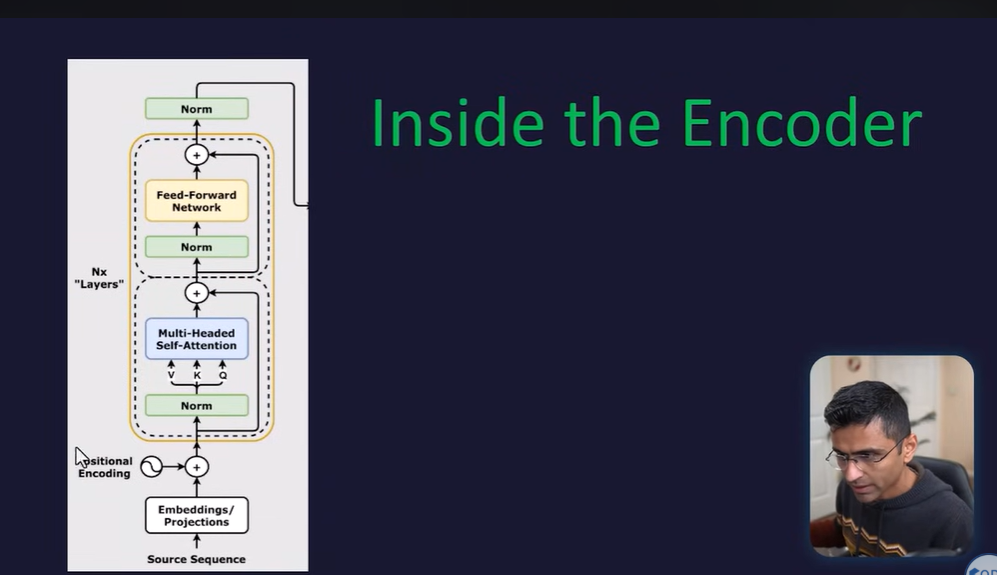 Inside the Encoder
Norm
Feed-Forward
Network
Norm
Nx
"Layers"
Multi-Headed
Self-Attention
V K Q
Norm
sitional
Encoding
Embeddings/
Projections
Source Sequence